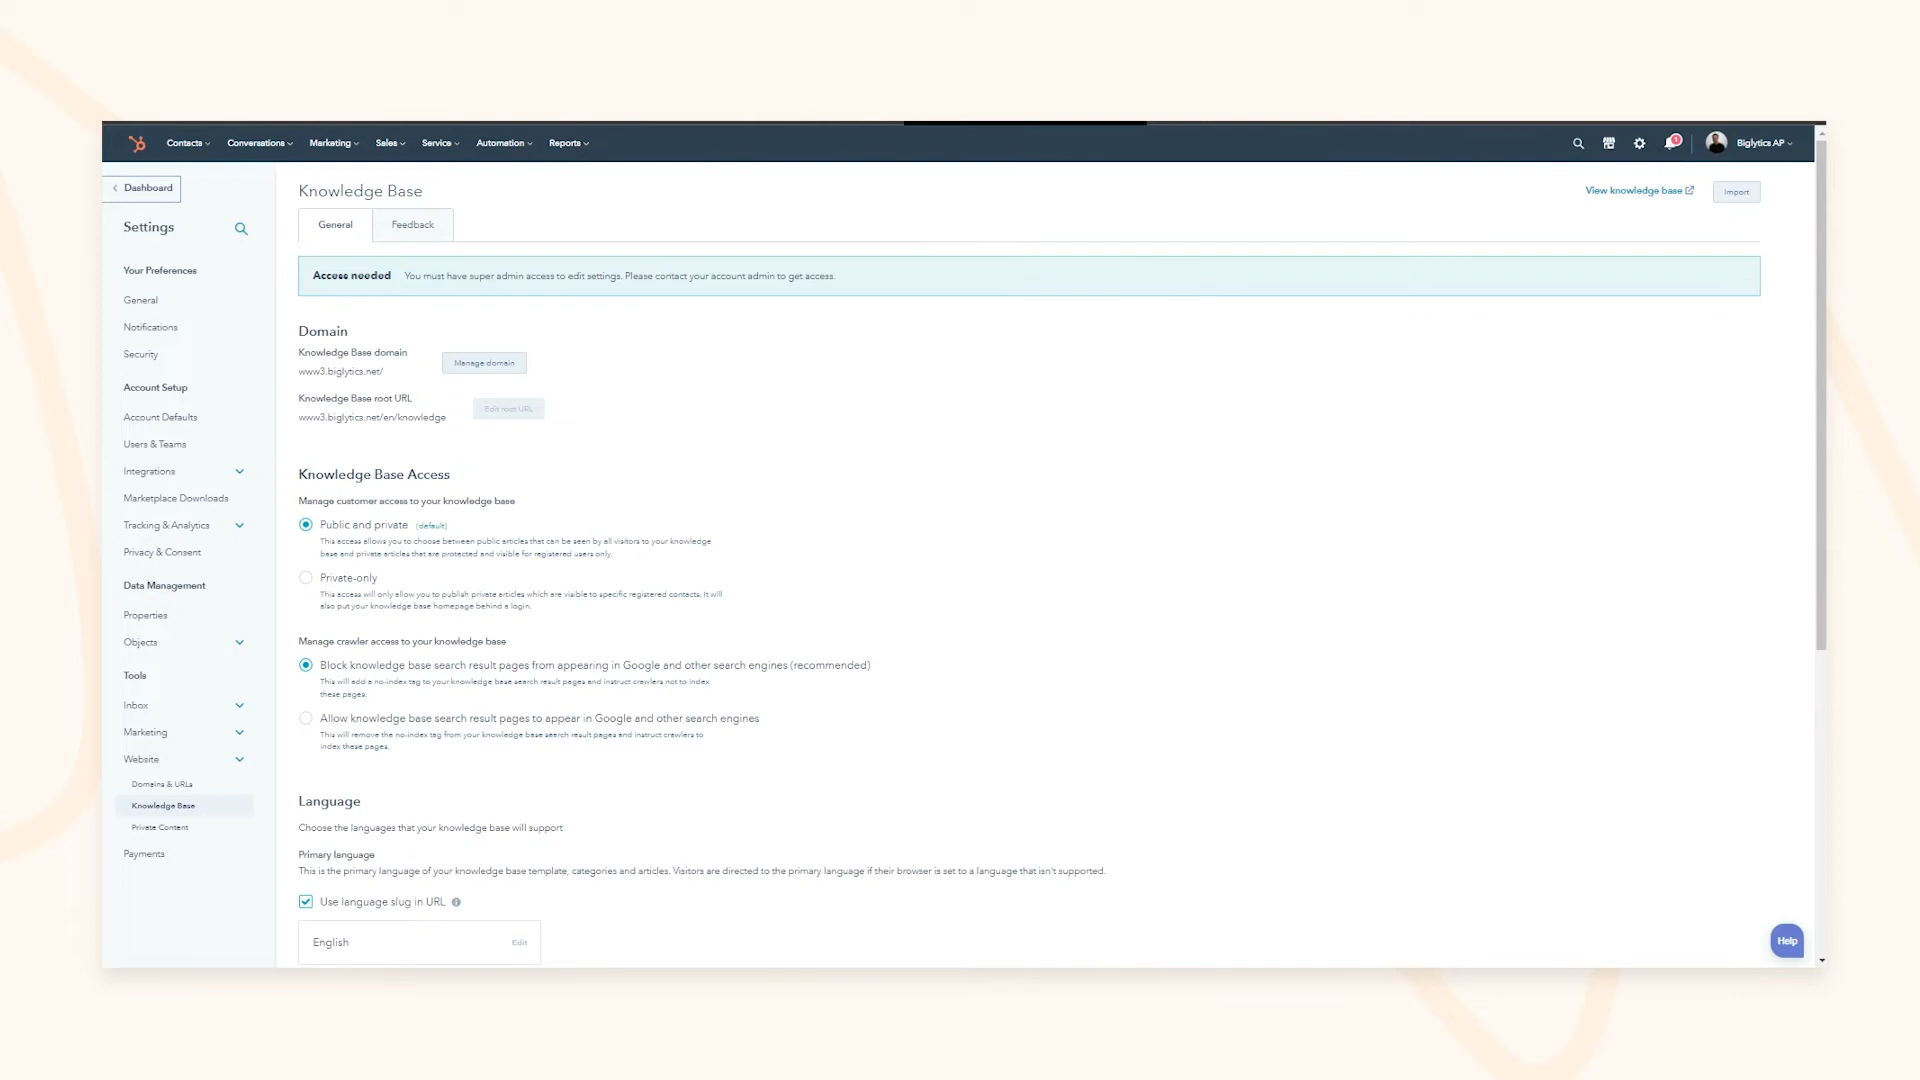 Contacts
Conversations
Marketing
Sales
Service
Automation
Reports
1
Biglytics AP
Dashboard
Settings
Your Preferences
General
Notifications
Security
Account Setup
Account Defaults
Users & Teams
Integrations
Marketplace Downloads
Tracking & Analytics
Privacy & Consent
Data Management
Properties
Objects
Tools
Inbox
Marketing
Website
Domains & URLs
Knowledge Base
Private Content
Payments
Knowledge Base
View knowledge base
Import
General
Feedback
Access needed You must have super admin access to edit settings. Please contact your account admin to get access.
Domain
Knowledge Base domain
www3.biglytics.net/
Manage domain
Knowledge Base root URL
www3.biglytics.net/en/knowledge
Edit root URL
Knowledge Base Access
Manage customer access to your knowledge base
Public and private (default)
This access allows you to choose between public articles that can be seen by all visitors to your knowledge
base and private articles that are protected and visible for registered users only.
Private-only
This access will only allow you to publish private articles which are visible to specific registered contacts. It will
also put your knowledge base homepage behind a login.
Manage crawler access to your knowledge base
Block knowledge base search result pages from appearing in Google and other search engines (recommended)
This will add a no-index tag to your knowledge base search result pages and instruct crawlers not to index
these pages.
Allow knowledge base search result pages to appear in Google and other search engines
This will remove the no-index tag from your knowledge base search result pages and instruct crawlers to
index these pages.
Language
Choose the languages that your knowledge base will support
Primary language
This is the primary language of your knowledge base template, categories and articles. Visitors are directed to the primary language if their browser is set to a language that isn't supported.
Use language slug in URL
English
Edit
Help